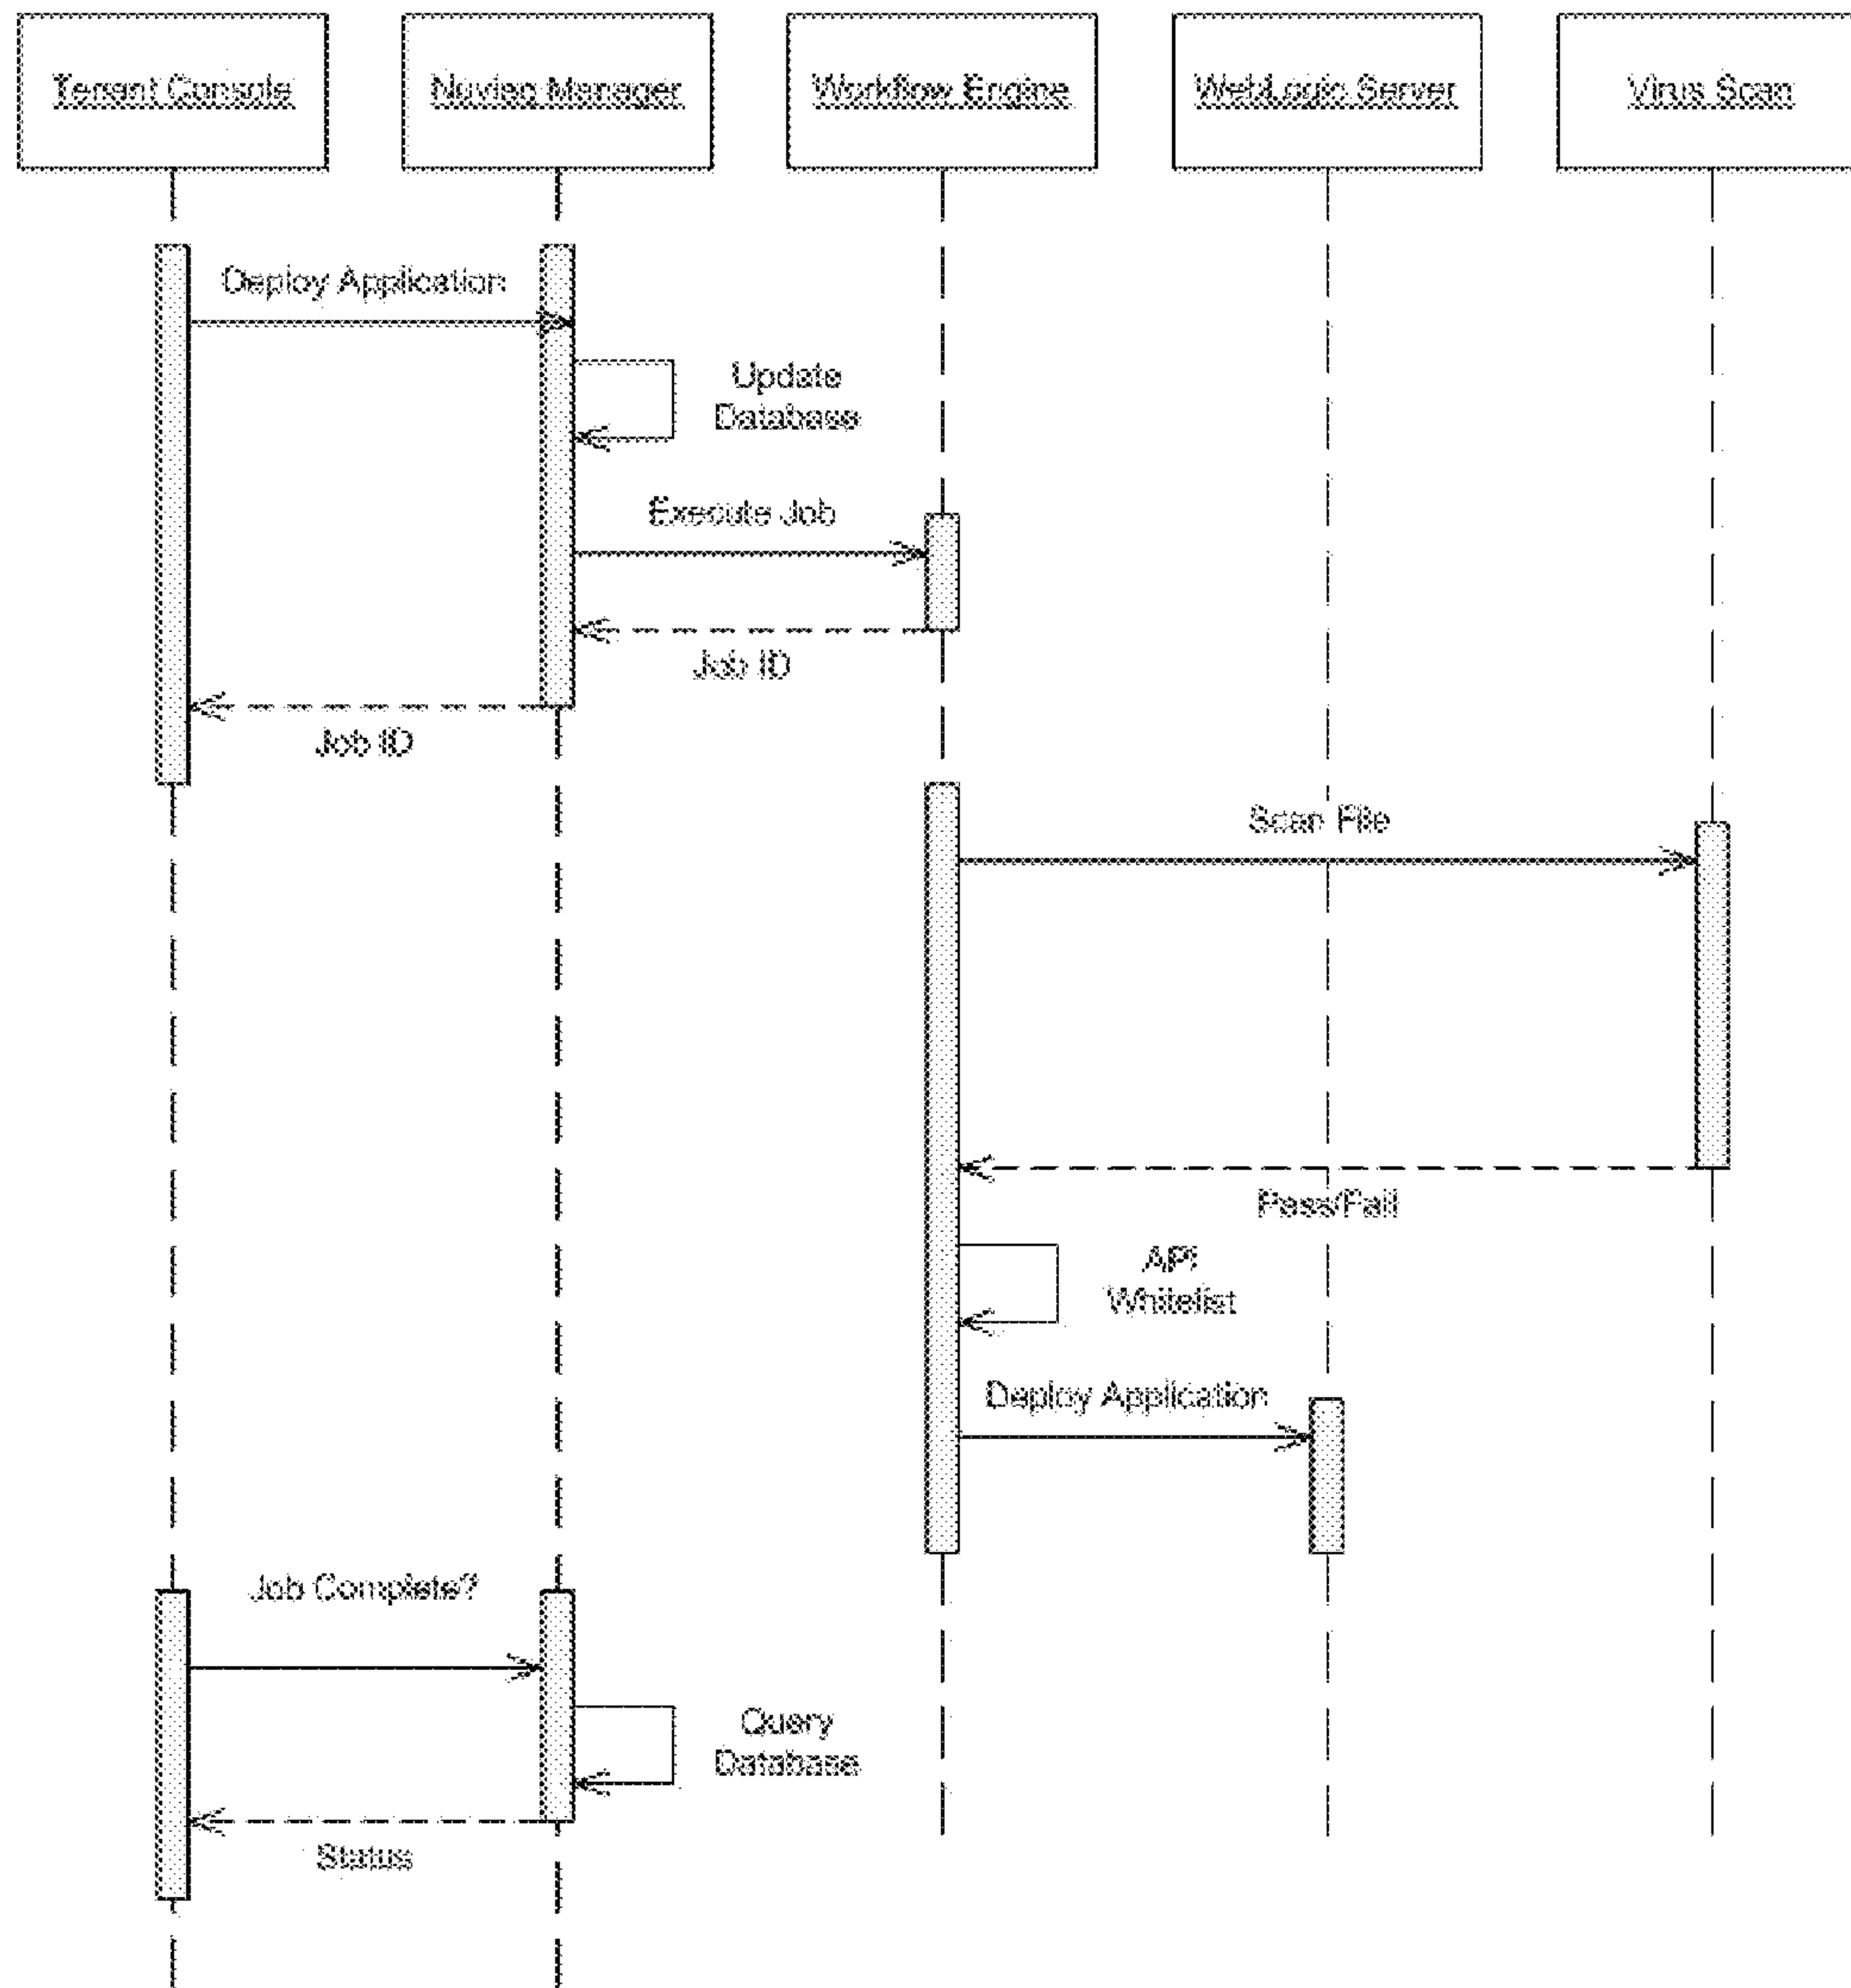 Tenant Console
Nuviaq Manager
Workflow Engine
WebLogic Server
Virus Scan
Deploy Application
Update
Database
Execute Job
Job ID
Job ID
Scan File
Pass/Fail
API
Whitelist
Deploy Application
Job Complete?
Query
Database
Status